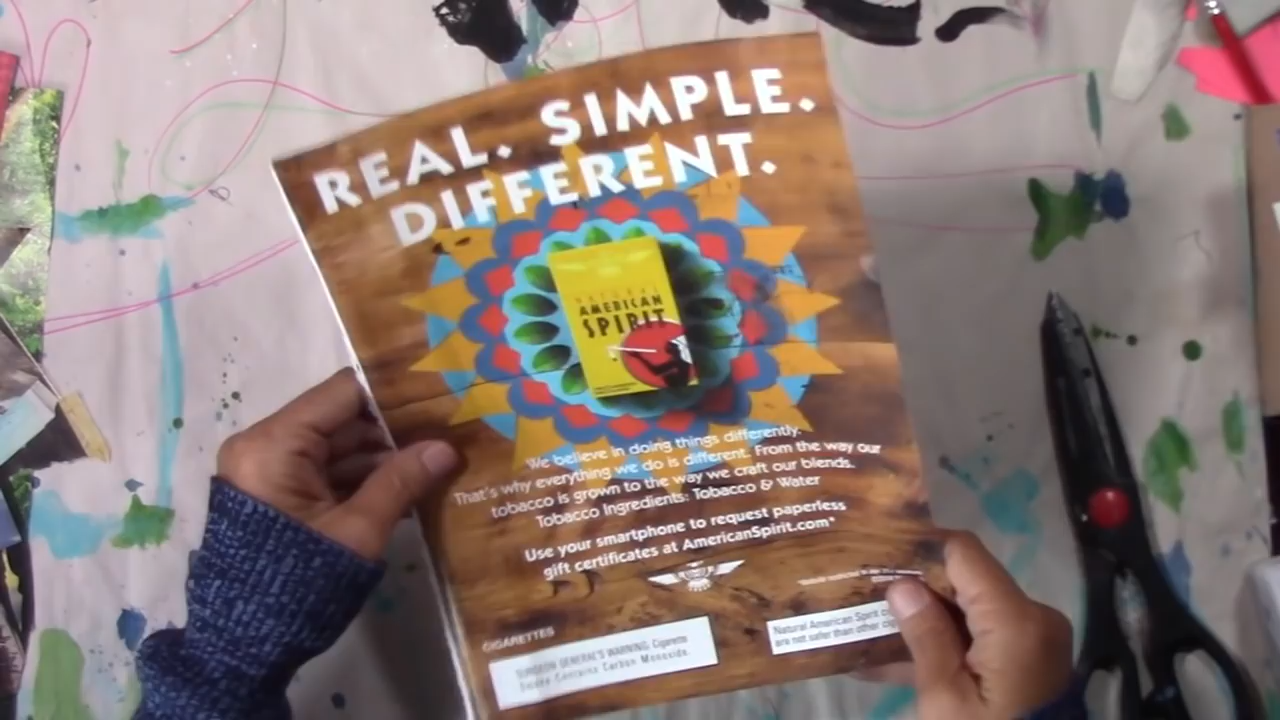 REAL. SIMPLE.
DIFFERENT.
NATURAL
AMERICAN
SPIRIT
We believe in doing things differently.
That's why everything we do is different. From the way our
tobacco is grown to the way we craft our blends.
Tobacco Ingredients: Tobacco & Water
Use your smartphone to request paperless
gift certificates at AmericanSpirit.com*
CIGARETTES
SURGEON GENERAL'S WARNING: Cigarette
Smoke Contains Carbon Monoxide.
Natural American Spirit
are not safer than other